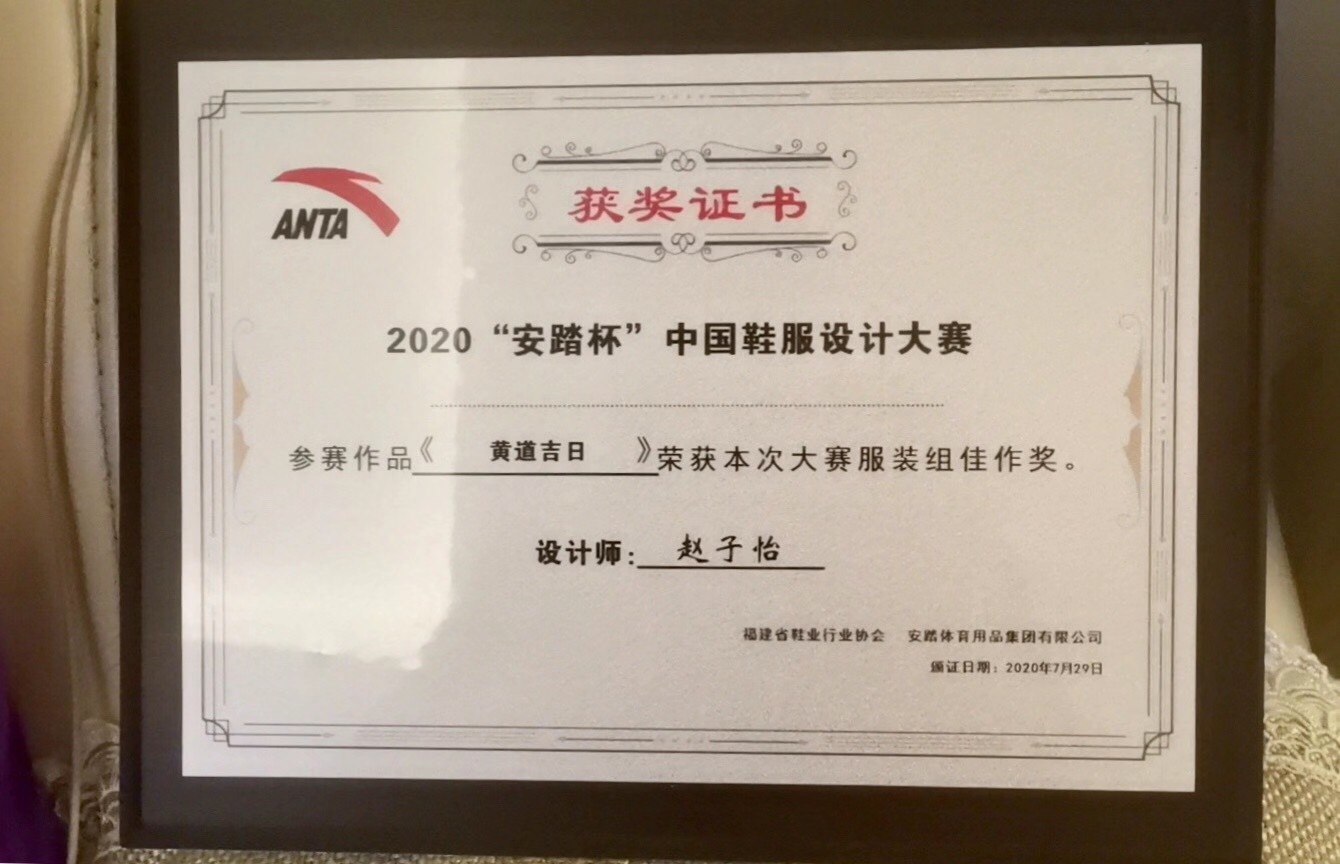 ANTA
获奖证书
2020“安踏杯”中国鞋服设计大赛
参赛作品《 黄道吉日 》荣获本次大赛服装组佳作奖。
设计师: 赵子怡
福建省鞋业行业协会 安踏体育用品集团有限公司
颁证日期：2020年7月29日